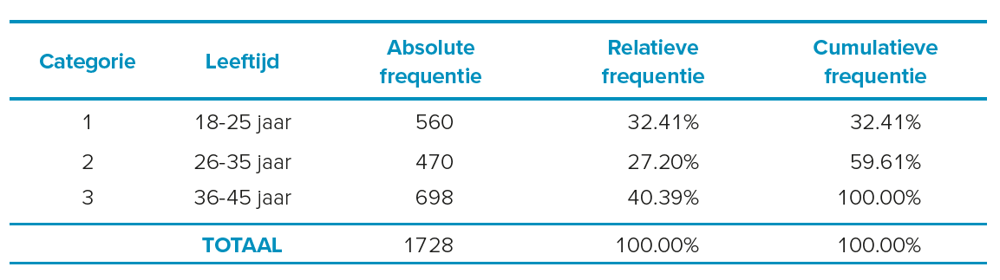 Categorie Leeftijd Absolute frequentie Relatieve frequentie Cumulatieve frequentie
1 18-25 jaar 560 32.41% 32.41%
2 26-35 jaar 470 27.20% 59.61%
3 36-45 jaar 698 40.39% 100.00%
TOTAAL 1728 100.00% 100.00%